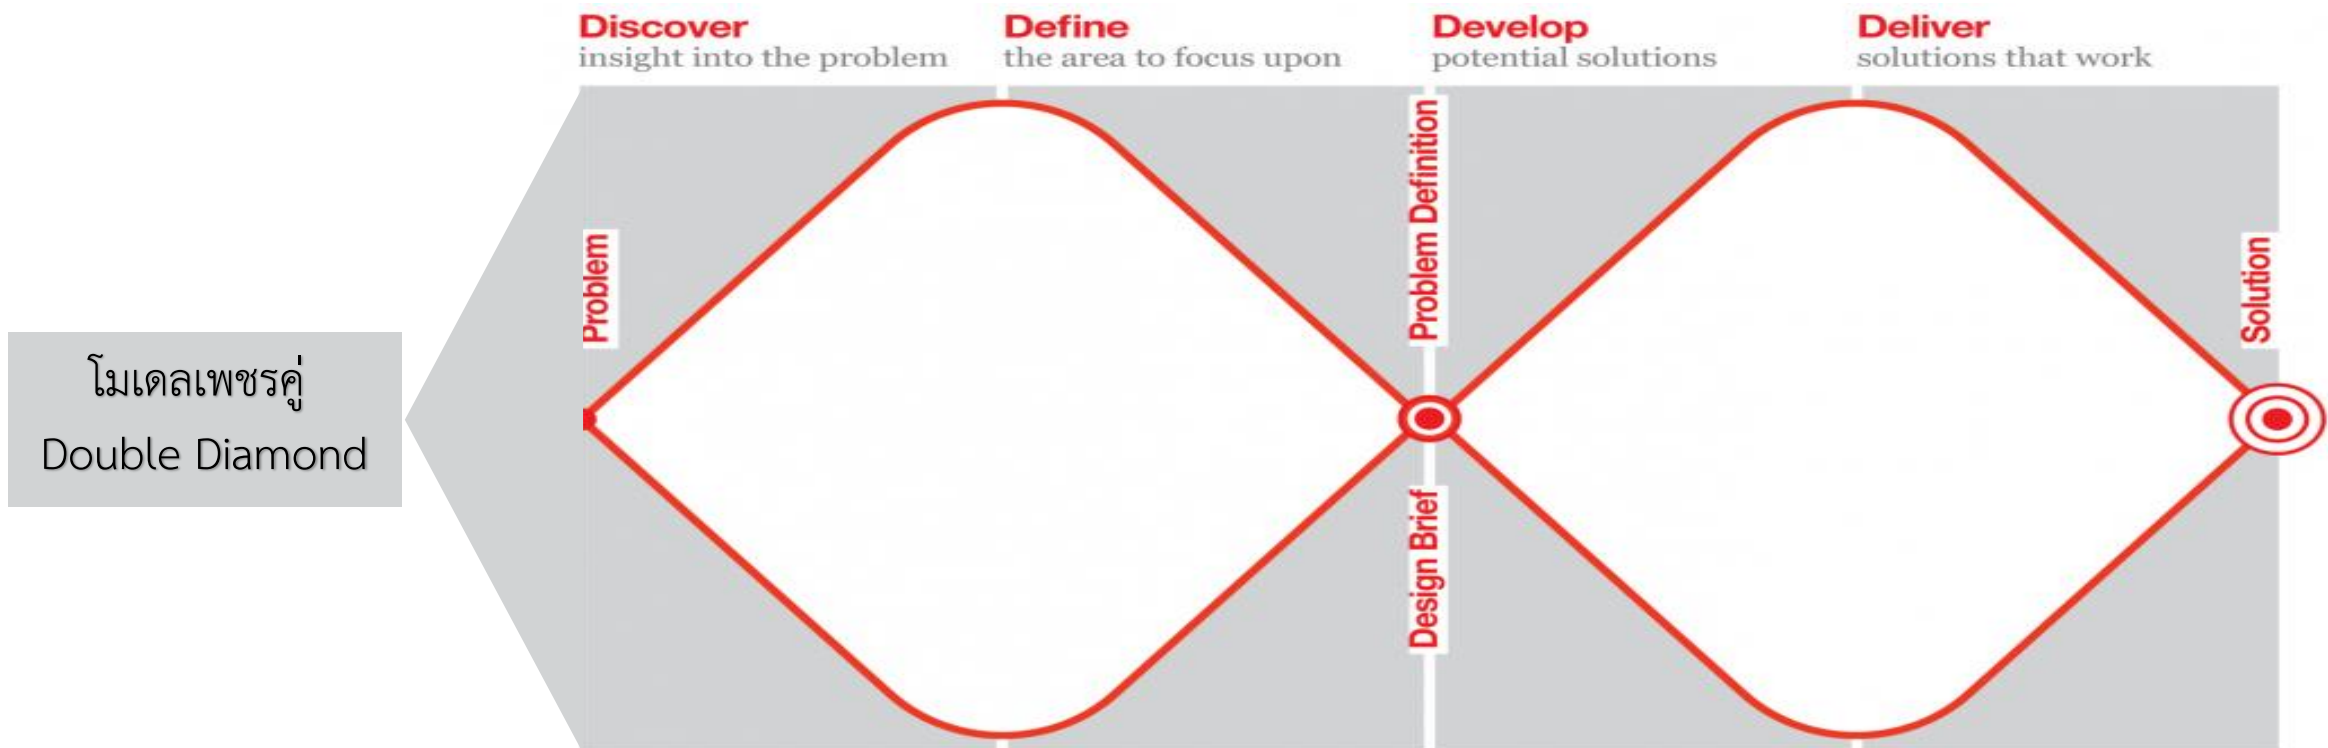 Discover
insight into the problem
Define
the area to focus upon
Develop
potential solutions
Deliver
solutions that work
โมเดลเพชรคู่
Double Diamond
Problem
Problem Definition
Design Brief
Solution